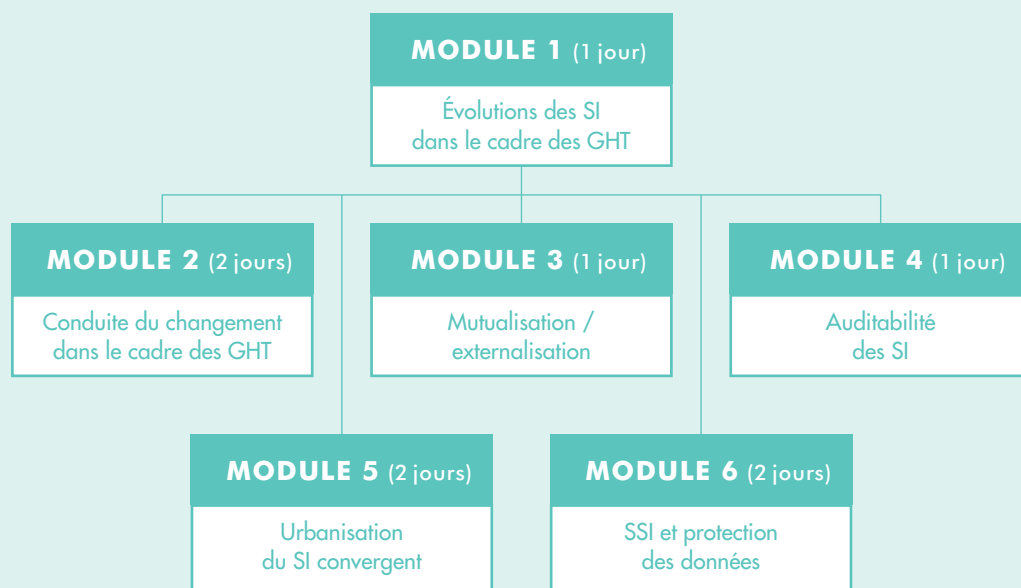 MODULE 1 (1 jour)
Évolutions des SI
dans le cadre des GHT
MODULE 2 (2 jours)
Conduite du changement
dans le cadre des GHT
MODULE 3 (1 jour)
Mutualisation /
externalisation
MODULE 4 (1 jour)
Auditabilité
des SI
MODULE 5 (2 jours)
Urbanisation
du SI convergent
MODULE 6 (2 jours)
SSI et protection
des données